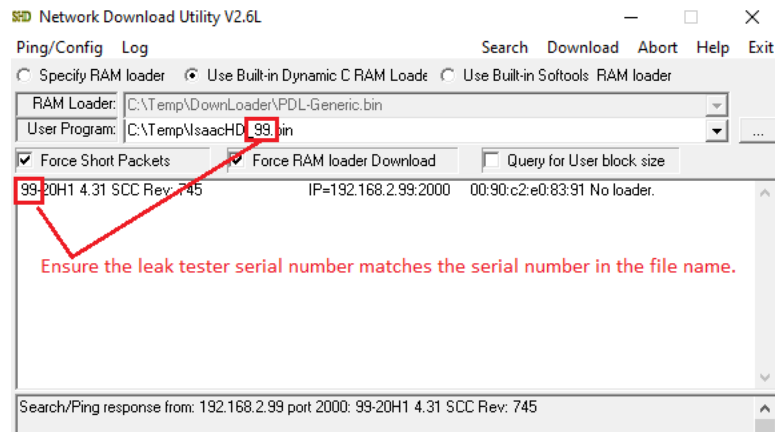 SHD Network Download Utility V2.6L
Ping/Config Log Search Download Abort Help Exit
Specify RAM loader Use Built-in Dynamic C RAM Loade Use Built-in Softools RAM loader
RAM Loader: C:\Temp\DownLoader\PDL-Generic.bin
User Program: C:\Temp\IsaacHD_99.bin ...
Force Short Packets Force RAM loader Download Query for User block size
99-20H1 4.31 SCC Rev: 745 IP=192.168.2.99:2000 00:90:c2:e0:83:91 No loader.
Ensure the leak tester serial number matches the serial number in the file name.
Search/Ping response from: 192.168.2.99 port 2000: 99-20H1 4.31 SCC Rev: 745